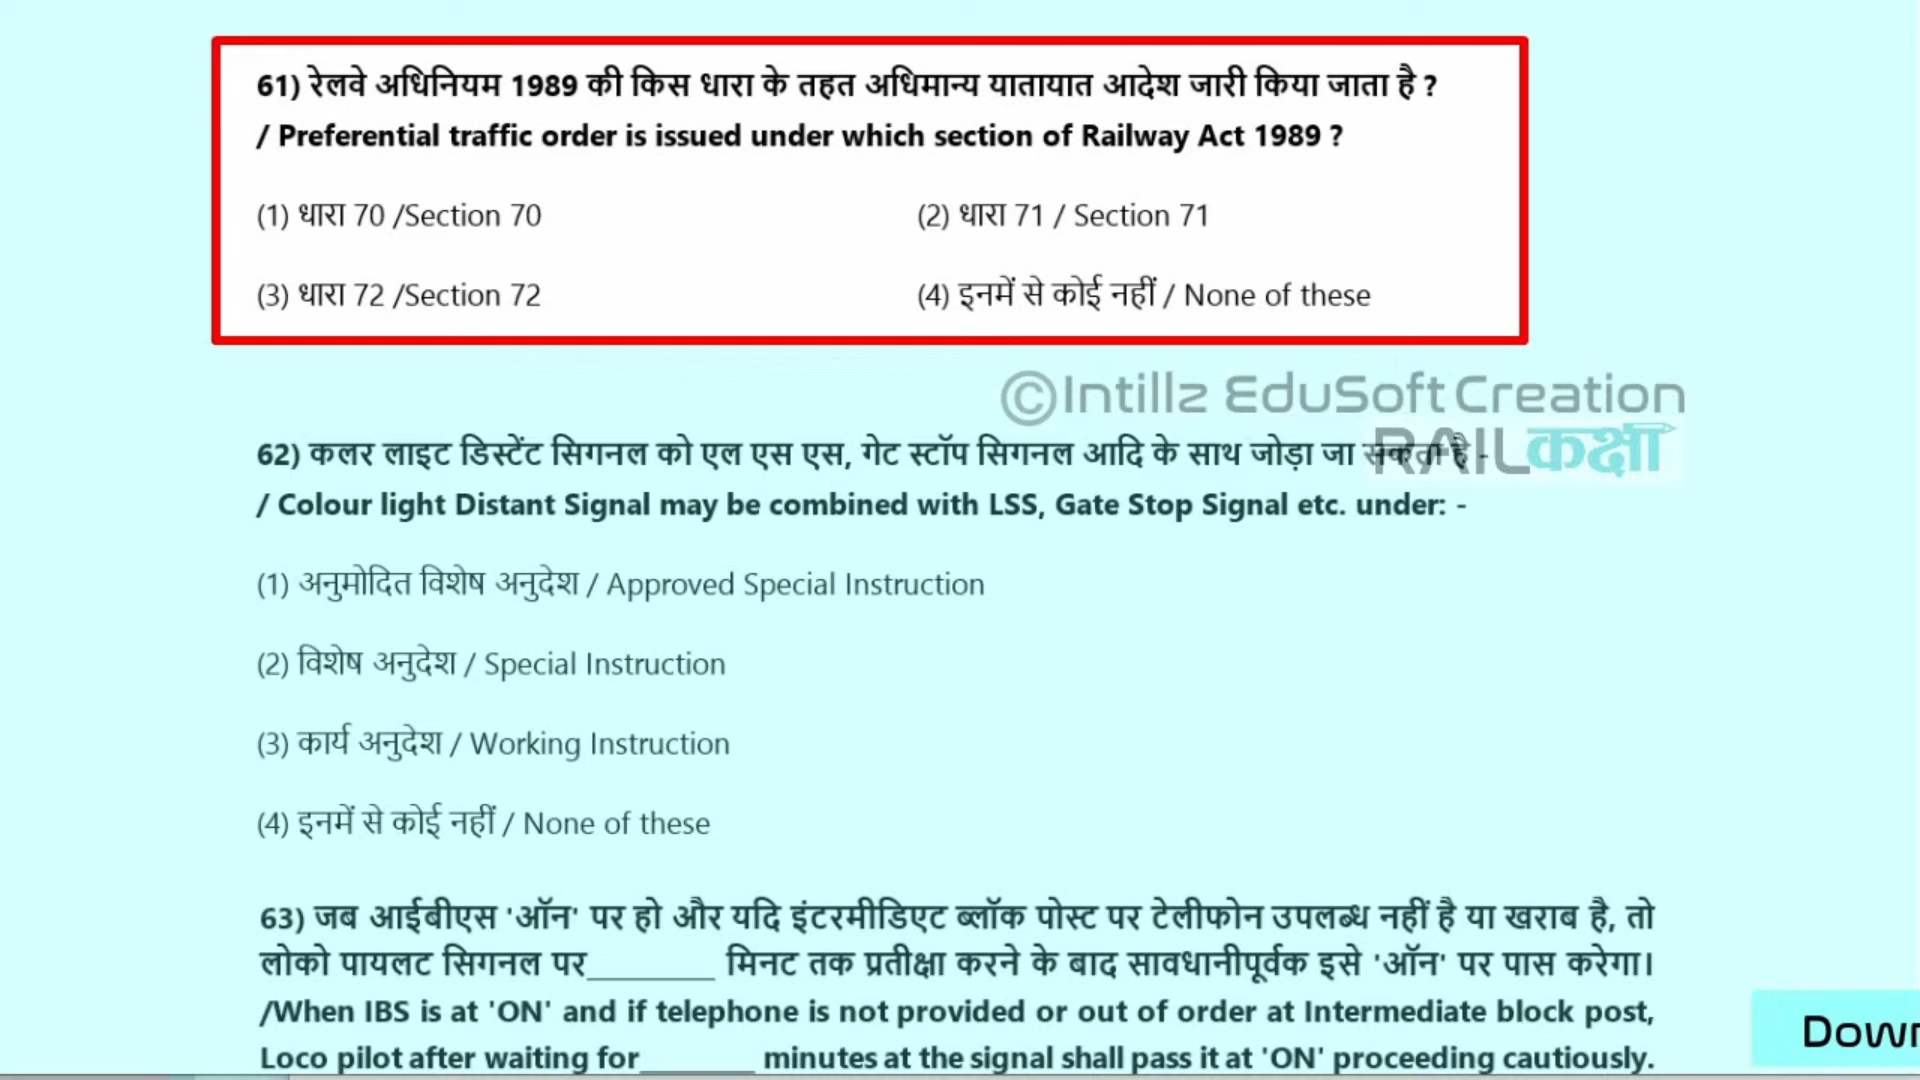 61) रेलवे अधिनियम 1989 की किस धारा के तहत अधिमान्य यातायात आदेश जारी किया जाता है ?
/ Preferential traffic order is issued under which section of Railway Act 1989 ?
(1) धारा 70 /Section 70
(2) धारा 71 / Section 71
(3) धारा 72 /Section 72
(4) इनमें से कोई नहीं / None of these
©Intillz EduSoft Creation
RAILकक्षा
62) कलर लाइट डिस्टेंट सिगनल को एल एस एस, गेट स्टॉप सिगनल आदि के साथ जोड़ा जा सकता है -
/ Colour light Distant Signal may be combined with LSS, Gate Stop Signal etc. under: -
(1) अनुमोदित विशेष अनुदेश / Approved Special Instruction
(2) विशेष अनुदेश / Special Instruction
(3) कार्य अनुदेश / Working Instruction
(4) इनमें से कोई नहीं / None of these
63) जब आईबीएस 'ऑन' पर हो और यदि इंटरमीडिएट ब्लॉक पोस्ट पर टेलीफोन उपलब्ध नहीं है या खराब है, तो
लोको पायलट सिगनल पर________ मिनट तक प्रतीक्षा करने के बाद सावधानीपूर्वक इसे 'ऑन' पर पास करेगा।
/When IBS is at 'ON' and if telephone is not provided or out of order at Intermediate block post,
Loco pilot after waiting for_______ minutes at the signal shall pass it at 'ON' proceeding cautiously.